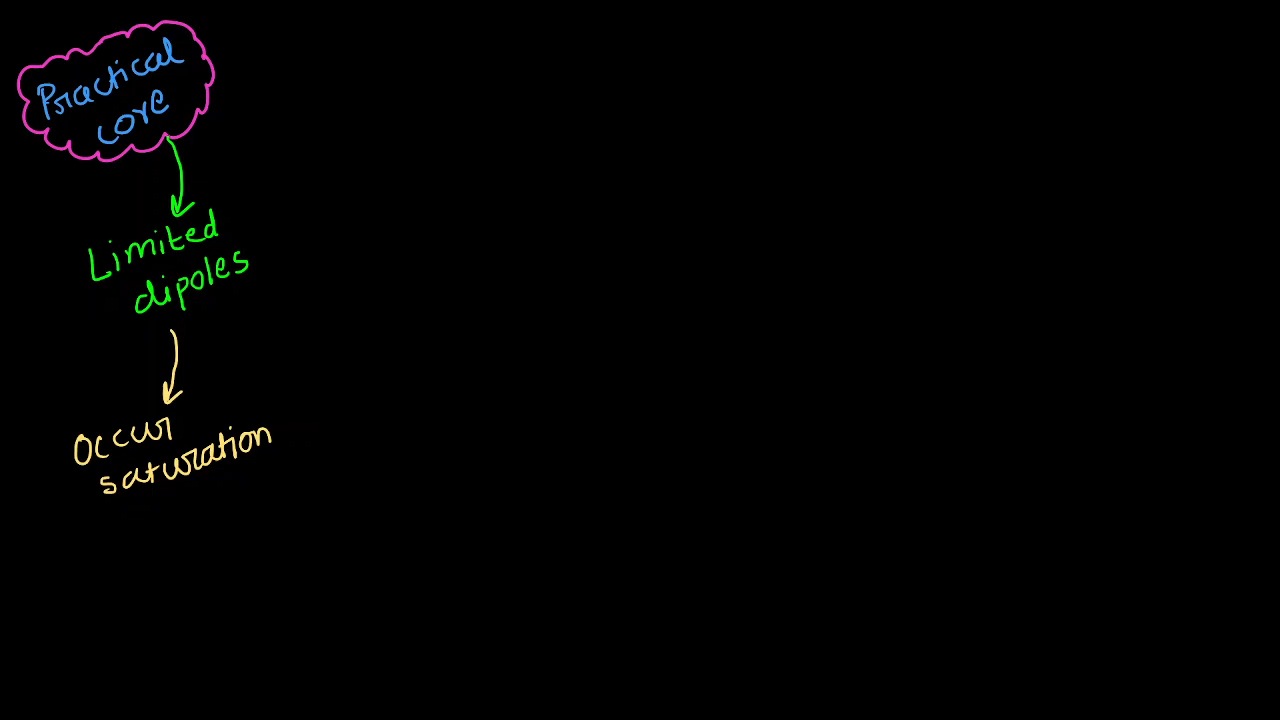 Practical
core
Limited
dipoles
Occur
saturation